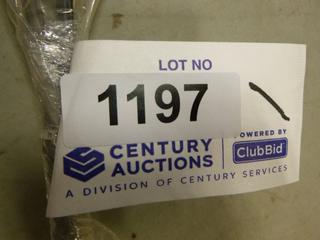 LOT NO
1197
CENTURY
AUCTIONS
POWERED BY
ClubBid
A DIVISION OF CENTURY SERVICES